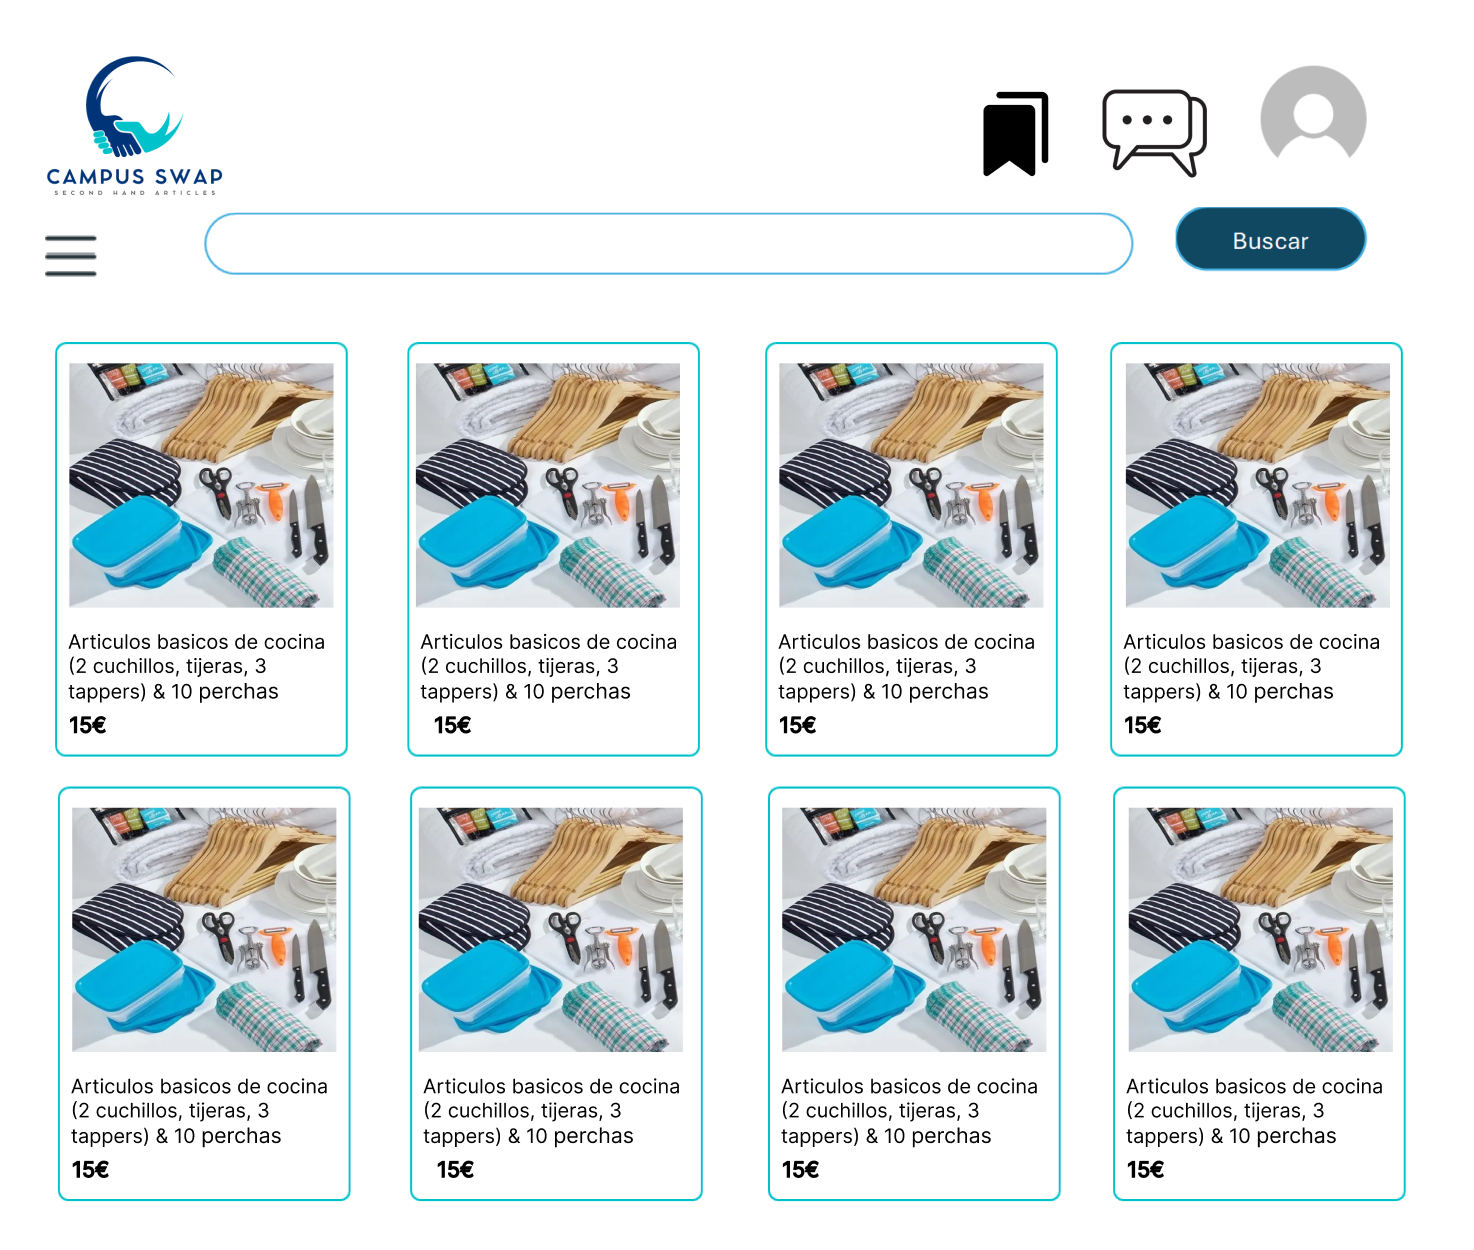 CAMPUS SWAP
SECOND HAND ARTICLES
Buscar
Articulos basicos de cocina
(2 cuchillos, tijeras, 3
tappers) & 10 perchas
15€
Articulos basicos de cocina
(2 cuchillos, tijeras, 3
tappers) & 10 perchas
15€
Articulos basicos de cocina
(2 cuchillos, tijeras, 3
tappers) & 10 perchas
15€
Articulos basicos de cocina
(2 cuchillos, tijeras, 3
tappers) & 10 perchas
15€
Articulos basicos de cocina
(2 cuchillos, tijeras, 3
tappers) & 10 perchas
15€
Articulos basicos de cocina
(2 cuchillos, tijeras, 3
tappers) & 10 perchas
15€
Articulos basicos de cocina
(2 cuchillos, tijeras, 3
tappers) & 10 perchas
15€
Articulos basicos de cocina
(2 cuchillos, tijeras, 3
tappers) & 10 perchas
15€